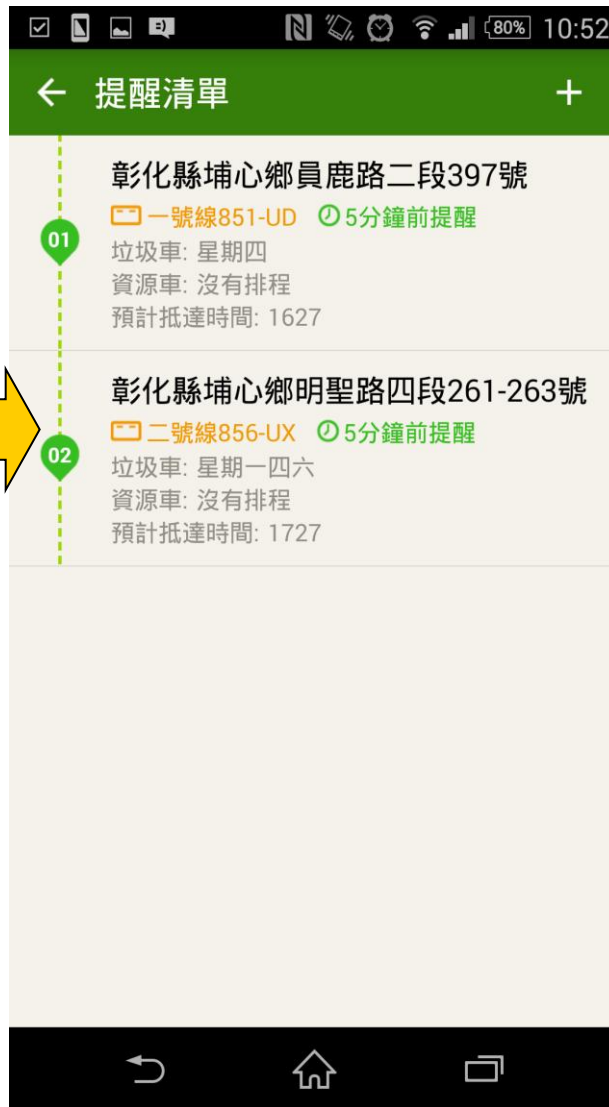 80% 10:52
提醒清單
彰化縣埔心鄉員鹿路二段397號
一號線851-UD 5分鐘前提醒
01
垃圾車: 星期四
資源車: 沒有排程
預計抵達時間: 1627
彰化縣埔心鄉明聖路四段261-263號
二號線856-UX 5分鐘前提醒
02
垃圾車: 星期一四六
資源車: 沒有排程
預計抵達時間: 1727